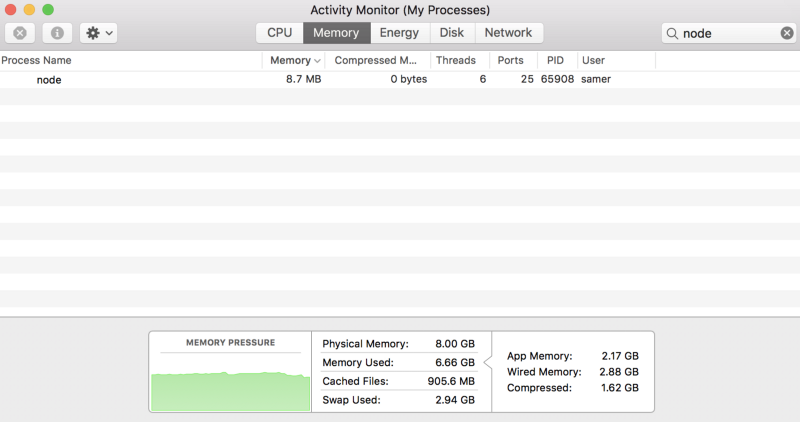 Activity Monitor (My Processes)
CPU Memory Energy Disk Network node
Process Name Memory Compressed M... Threads Ports PID User
node 8.7 MB 0 bytes 6 25 65908 samer
MEMORY PRESSURE
Physical Memory: 8.00 GB
Memory Used: 6.66 GB
Cached Files: 905.6 MB
Swap Used: 2.94 GB
App Memory: 2.17 GB
Wired Memory: 2.88 GB
Compressed: 1.62 GB